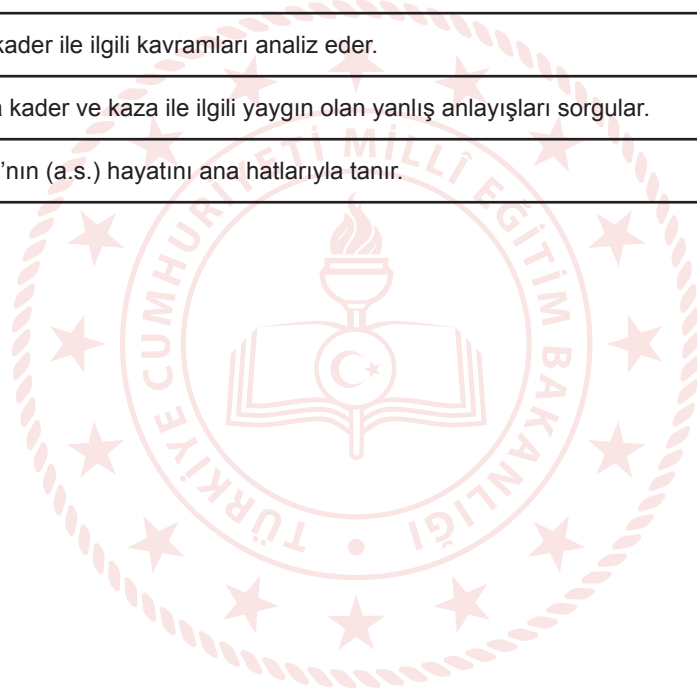 kader ile ilgili kavramları analiz eder.
kader ve kaza ile ilgili yaygın olan yanlış anlayışları sorgular.
’nın (a.s.) hayatını ana hatlarıyla tanır.
TÜRKİYE CUMHURİYETİ MİLLÎ EĞİTİM BAKANLIĞI